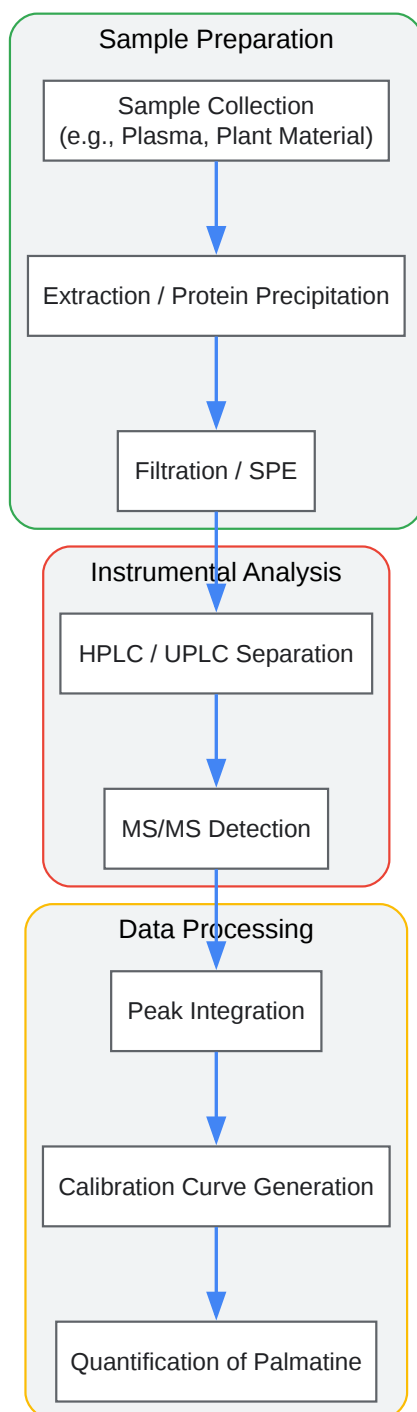 Sample Preparation
Sample Collection
(e.g., Plasma, Plant Material)
Extraction / Protein Precipitation
Filtration / SPE
Instrumental Analysis
HPLC / UPLC Separation
MS/MS Detection
Data Processing
Peak Integration
Calibration Curve Generation
Quantification of Palmatine